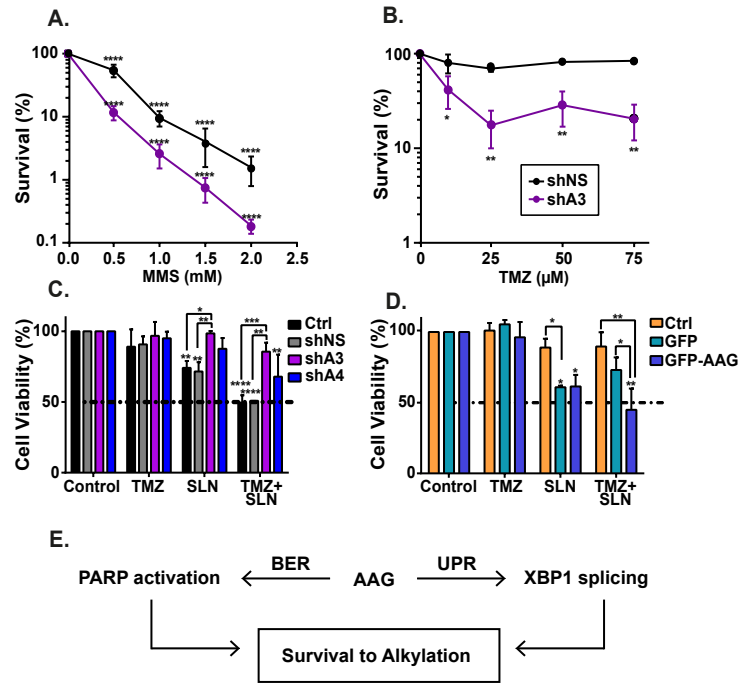 A.
Survival (%)
100
10
1
0.1
**** 
****
****
****
****
****
****
****
0.0 0.5 1.0 1.5 2.0 2.5
MMS (mM)
B.
Survival (%)
100
10
1
*
**
**
**
shNS
shA3
0 25 50 75
TMZ (µM)
C.
Cell Viability (%)
100
50
0
** ** * **
**** **** *** ** **
Ctrl
shNS
shA3
shA4
Control TMZ SLN TMZ+
SLN
D.
Cell Viability (%)
100
50
0
* * *
** * **
Ctrl
GFP
GFP-AAG
Control TMZ SLN TMZ+
SLN
E.
PARP activation BER AAG UPR XBP1 splicing
Survival to Alkylation